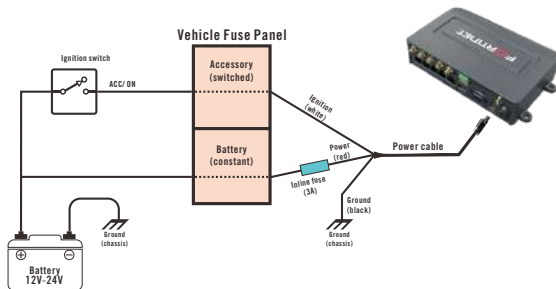 Vehicle Fuse Panel
Ignition switch
ACC/ ON
Accessory
(switched)
Ignition
(white)
FORTINET
Battery
(constant)
Power
(red)
Inline fuse
(3A)
Power cable
Ground
(black)
Ground
(chassis)
Ground
(chassis)
Battery
12V-24V